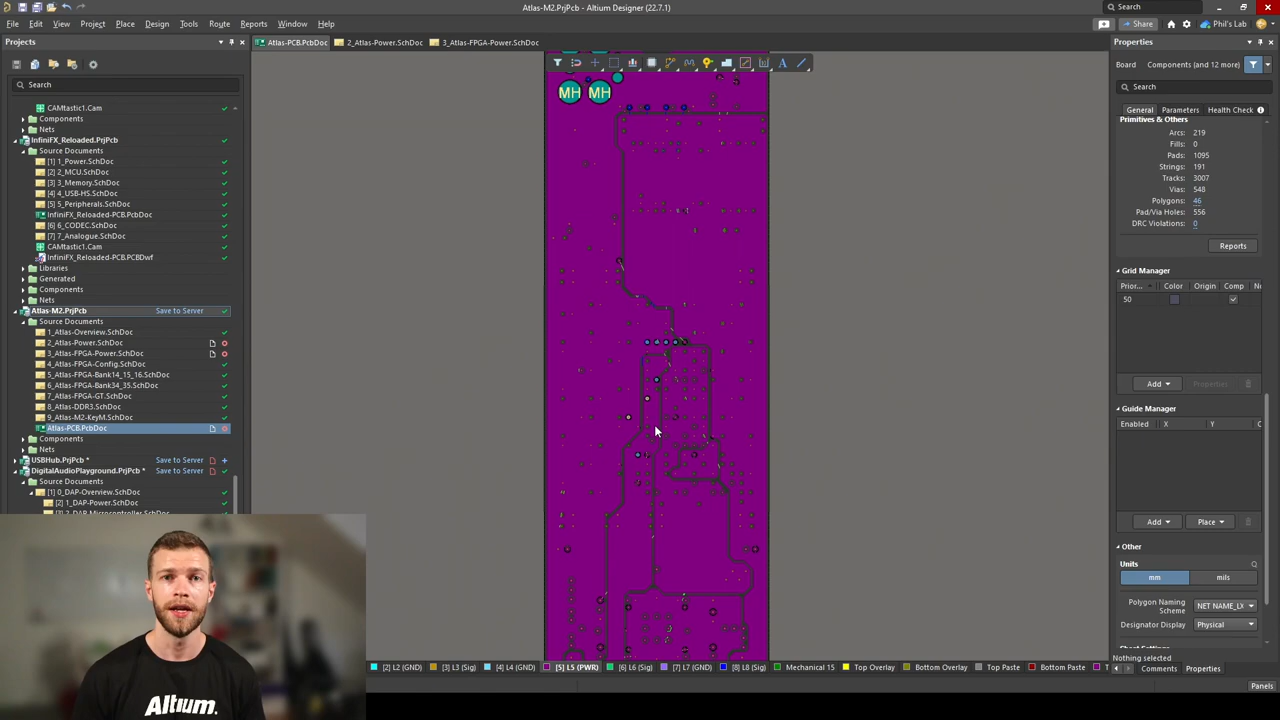 Atlas-M2.PrjPcb - Altium Designer (22.7.1)
Search
File Edit View Project Place Design Tools Route Reports Window Help
Share
Phil's Lab
Projects
Atlas-PCB.PcbDoc
2_Atlas-Power.SchDoc
3_Atlas-FPGA-Power.SchDoc
Search
CAMtastic1.Cam
Components
Nets
InfiniFX_Reloaded.PrjPcb
Source Documents
[1] 1_Power.SchDoc
[2] 2_MCU.SchDoc
[3] 3_Memory.SchDoc
[4] 4_USB-HS.SchDoc
[5] 5_Peripherals.SchDoc
InfiniFX_Reloaded-PCB.PcbDoc
[6] 6_CODEC.SchDoc
[7] 7_Analogue.SchDoc
CAMtastic1.Cam
InfiniFX_Reloaded-PCB.PCBDwf
Libraries
Generated
Components
Nets
Atlas-M2.PrjPcb
Save to Server
Source Documents
1_Atlas-Overview.SchDoc
2_Atlas-Power.SchDoc
3_Atlas-FPGA-Power.SchDoc
4_Atlas-FPGA-Config.SchDoc
5_Atlas-FPGA-Bank14_15_16.SchDoc
6_Atlas-FPGA-Bank34_35.SchDoc
7_Atlas-FPGA-GT.SchDoc
8_Atlas-DDR3.SchDoc
9_Atlas-M2-KeyM.SchDoc
Atlas-PCB.PcbDoc
Components
Nets
USBHub.PrjPcb *
Save to Server
DigitalAudioPlayground.PrjPcb *
Save to Server
Source Documents
[1] 0_DAP-Overview.SchDoc
[2] 1_DAP-Power.SchDoc
MH MH
Altium.
[2] L2 (GND)
[3] L3 (Sig)
[4] L4 (GND)
[5] L5 (PWR)
[6] L6 (Sig)
[7] L7 (GND)
[8] L8 (Sig)
Mechanical 15
Top Overlay
Bottom Overlay
Top Paste
Bottom Paste
Properties
Board
Components (and 12 more)
Search
General Parameters Health Check
Primitives & Others
Arcs: 219
Fills: 0
Pads: 1095
Strings: 191
Tracks: 3007
Vias: 548
Polygons: 46
Pad/Via Holes: 556
DRC Violations: 0
Reports
Grid Manager
Prior... Color Origin Comp
50
Add Properties
Guide Manager
Enabled X Y
Add Place
Other
Units
mm mils
Polygon Naming Scheme
NET NAME_LX
Designator Display
Physical
Nothing selected
Comments Properties
Panels